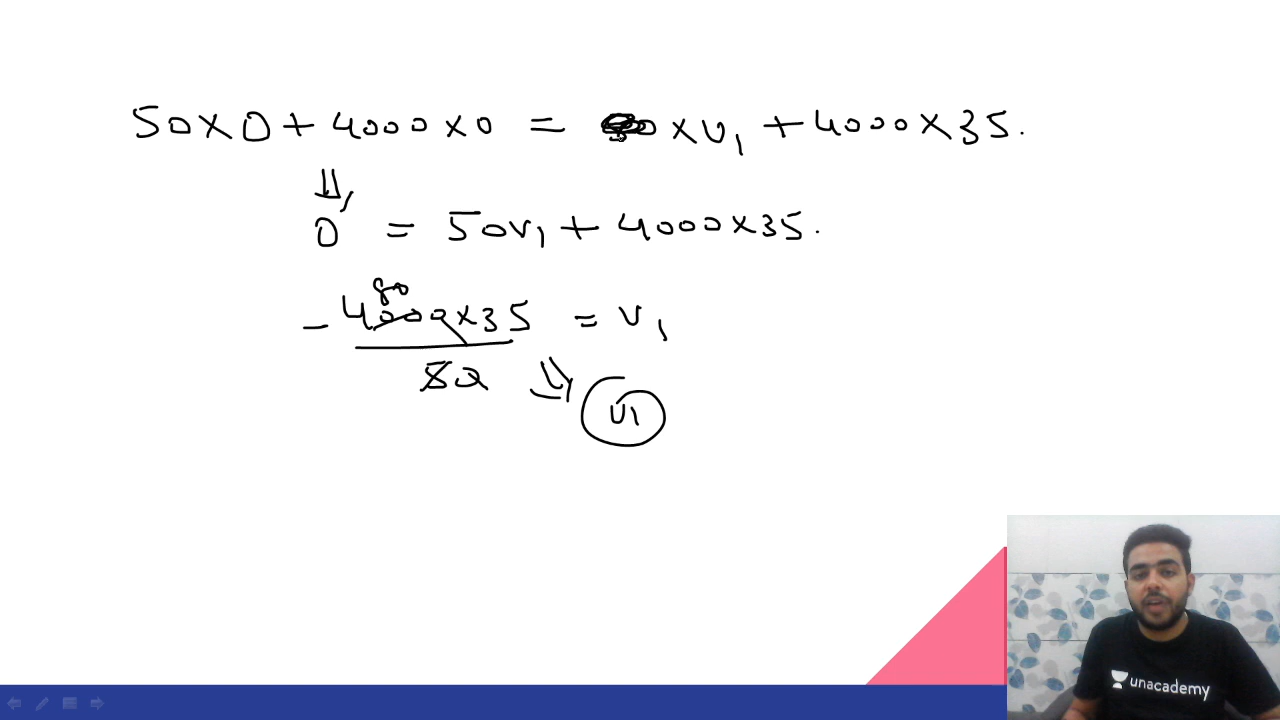 50×0+4000×0 = 50×v₁+4000×35.
⇓
0 = 50v₁+4000×35.
80
-4000×35 = v₁
50 ⇓
v₁
unacademy